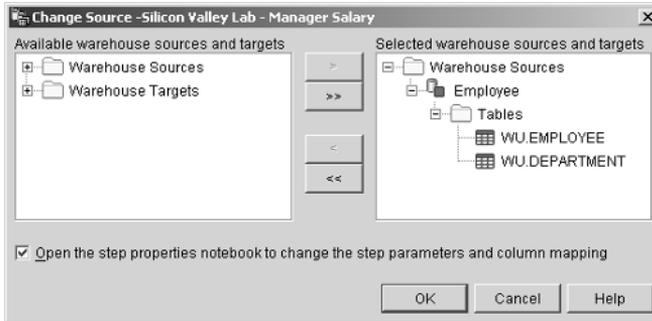 Change Source -Silicon Valley Lab - Manager Salary
Available warehouse sources and targets
Warehouse Sources
Warehouse Targets
>
>>
<
<<
Selected warehouse sources and targets
Warehouse Sources
Employee
Tables
WU.EMPLOYEE
WU.DEPARTMENT
Open the step properties notebook to change the step parameters and column mapping
OK
Cancel
Help